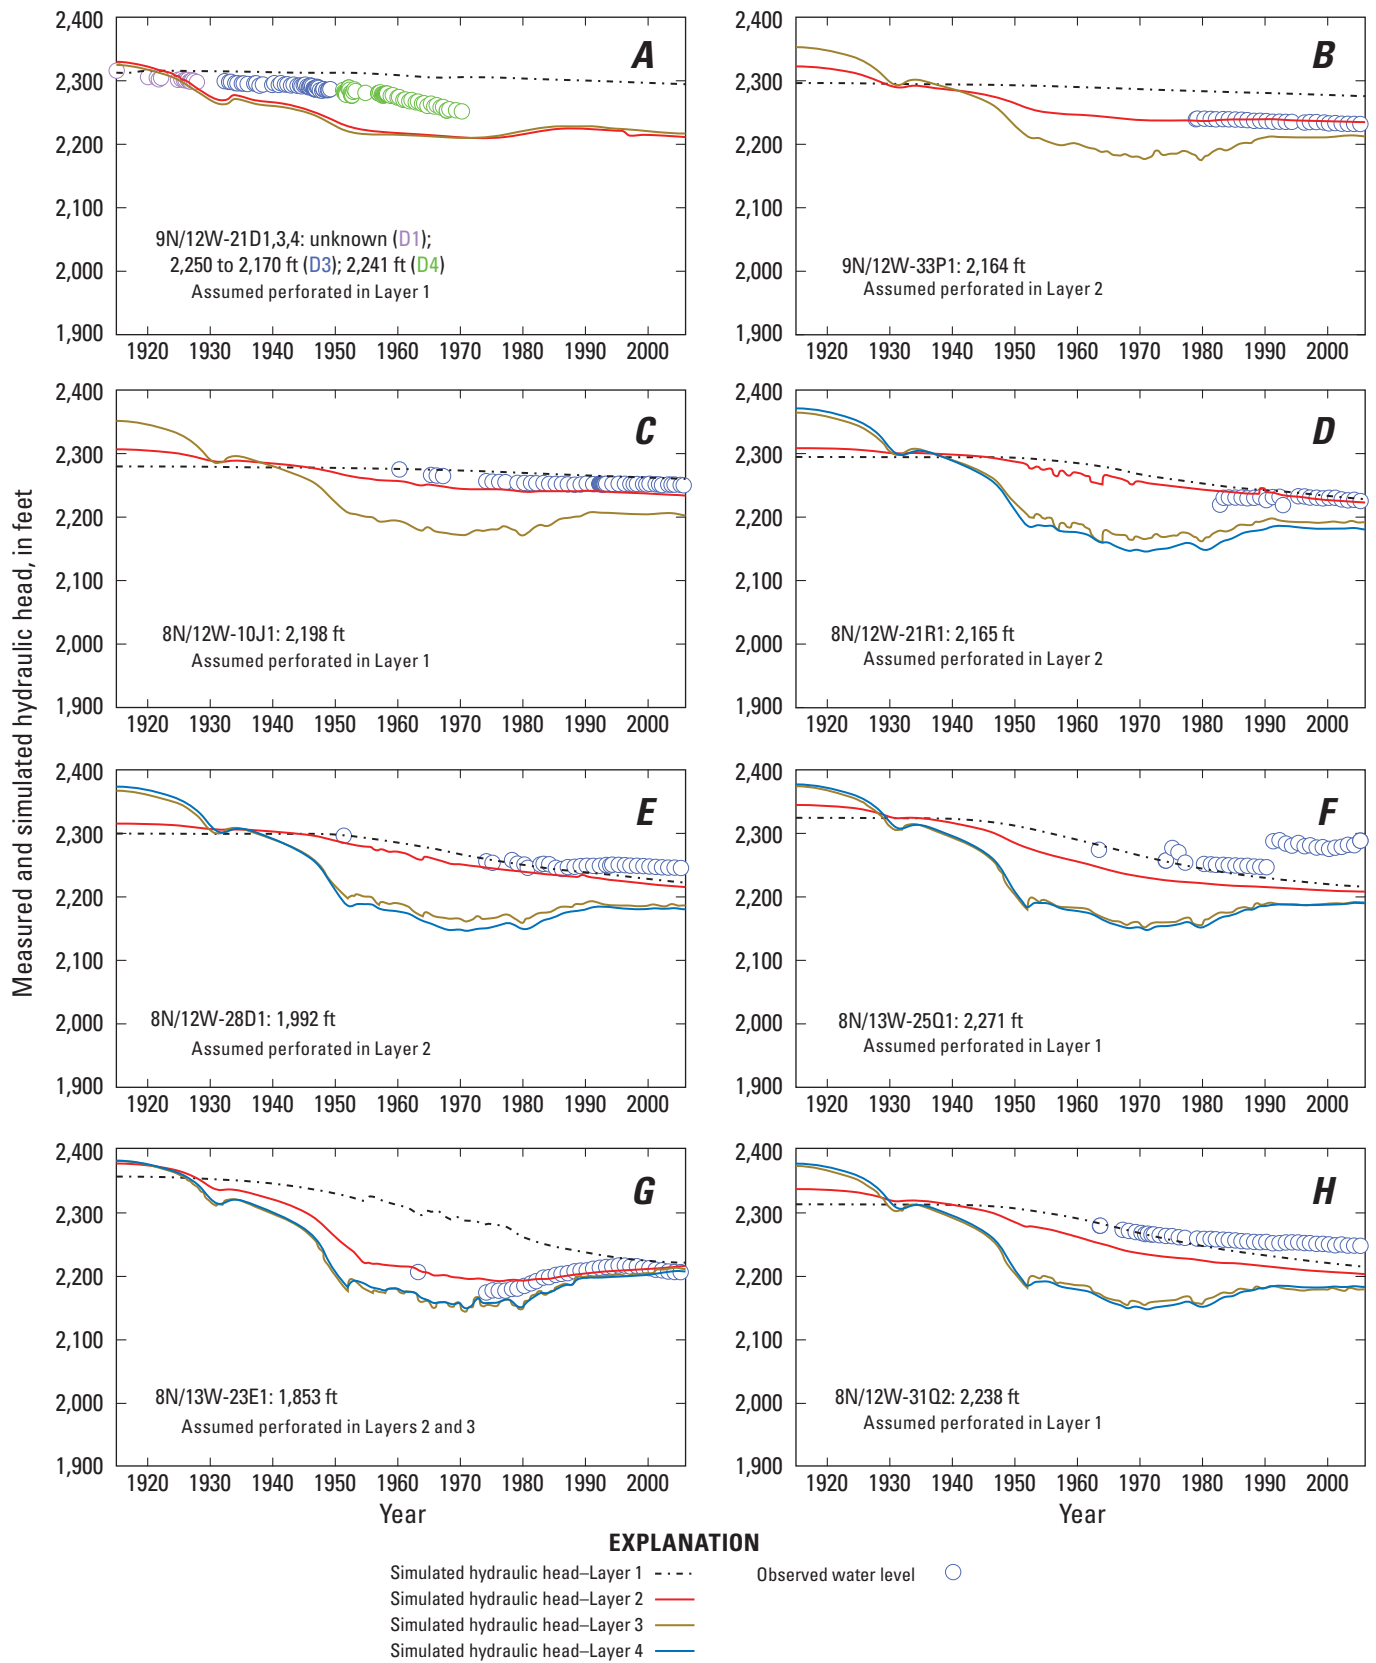 Measured and simulated hydraulic head, in feet
A
2,400
2,300
2,200
2,100
2,000
1,900
9N/12W-21D1,3,4: unknown (D1);
2,250 to 2,170 ft (D3); 2,241 ft (D4)
Assumed perforated in Layer 1
1920 1930 1940 1950 1960 1970 1980 1990 2000
B
2,400
2,300
2,200
2,100
2,000
1,900
9N/12W-33P1: 2,164 ft
Assumed perforated in Layer 2
1920 1930 1940 1950 1960 1970 1980 1990 2000
C
2,400
2,300
2,200
2,100
2,000
1,900
8N/12W-10J1: 2,198 ft
Assumed perforated in Layer 1
1920 1930 1940 1950 1960 1970 1980 1990 2000
D
2,400
2,300
2,200
2,100
2,000
1,900
8N/12W-21R1: 2,165 ft
Assumed perforated in Layer 2
1920 1930 1940 1950 1960 1970 1980 1990 2000
E
2,400
2,300
2,200
2,100
2,000
1,900
8N/12W-28D1: 1,992 ft
Assumed perforated in Layer 2
1920 1930 1940 1950 1960 1970 1980 1990 2000
F
2,400
2,300
2,200
2,100
2,000
1,900
8N/13W-25Q1: 2,271 ft
Assumed perforated in Layer 1
1920 1930 1940 1950 1960 1970 1980 1990 2000
G
2,400
2,300
2,200
2,100
2,000
1,900
8N/13W-23E1: 1,853 ft
Assumed perforated in Layers 2 and 3
1920 1930 1940 1950 1960 1970 1980 1990 2000
Year
H
2,400
2,300
2,200
2,100
2,000
1,900
8N/12W-31Q2: 2,238 ft
Assumed perforated in Layer 1
1920 1930 1940 1950 1960 1970 1980 1990 2000
Year
EXPLANATION
Simulated hydraulic head–Layer 1
Simulated hydraulic head–Layer 2
Simulated hydraulic head–Layer 3
Simulated hydraulic head–Layer 4
Observed water level